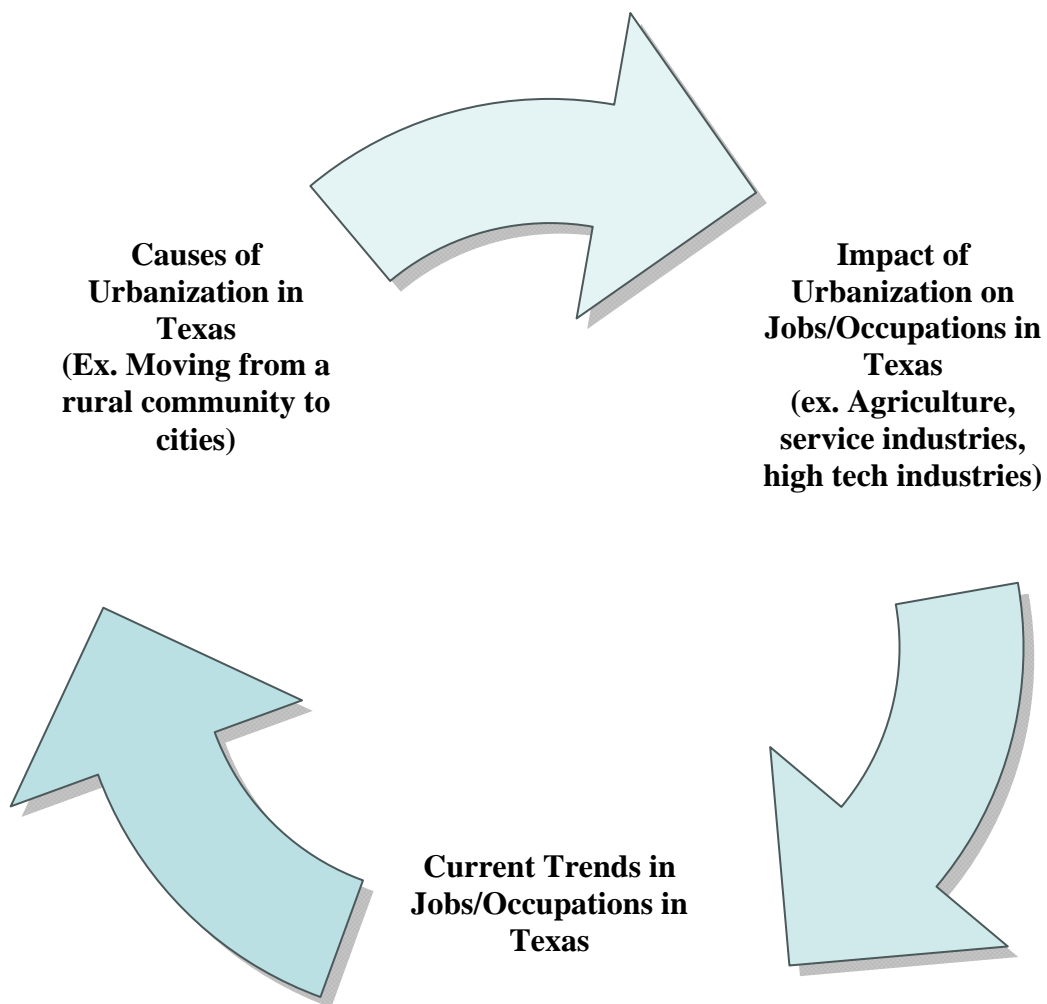 Causes of
Urbanization in
Texas
(Ex. Moving from a
rural community to
cities)
Impact of
Urbanization on
Jobs/Occupations in
Texas
(ex. Agriculture,
service industries,
high tech industries)
Current Trends in
Jobs/Occupations in
Texas